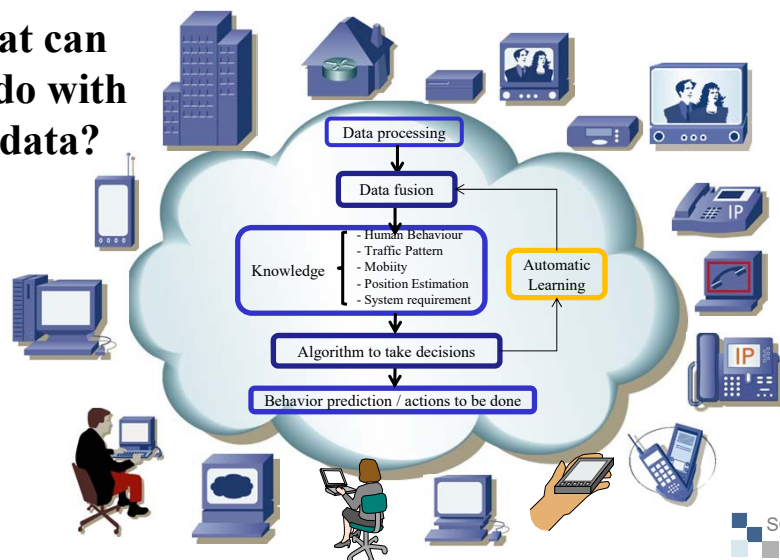 at can
do with
data?
Data processing
Data fusion
Knowledge
- Human Behaviour
- Traffic Pattern
- Mobiity
- Position Estimation
- System requirement
Automatic
Learning
Algorithm to take decisions
Behavior prediction / actions to be done
IP
IP